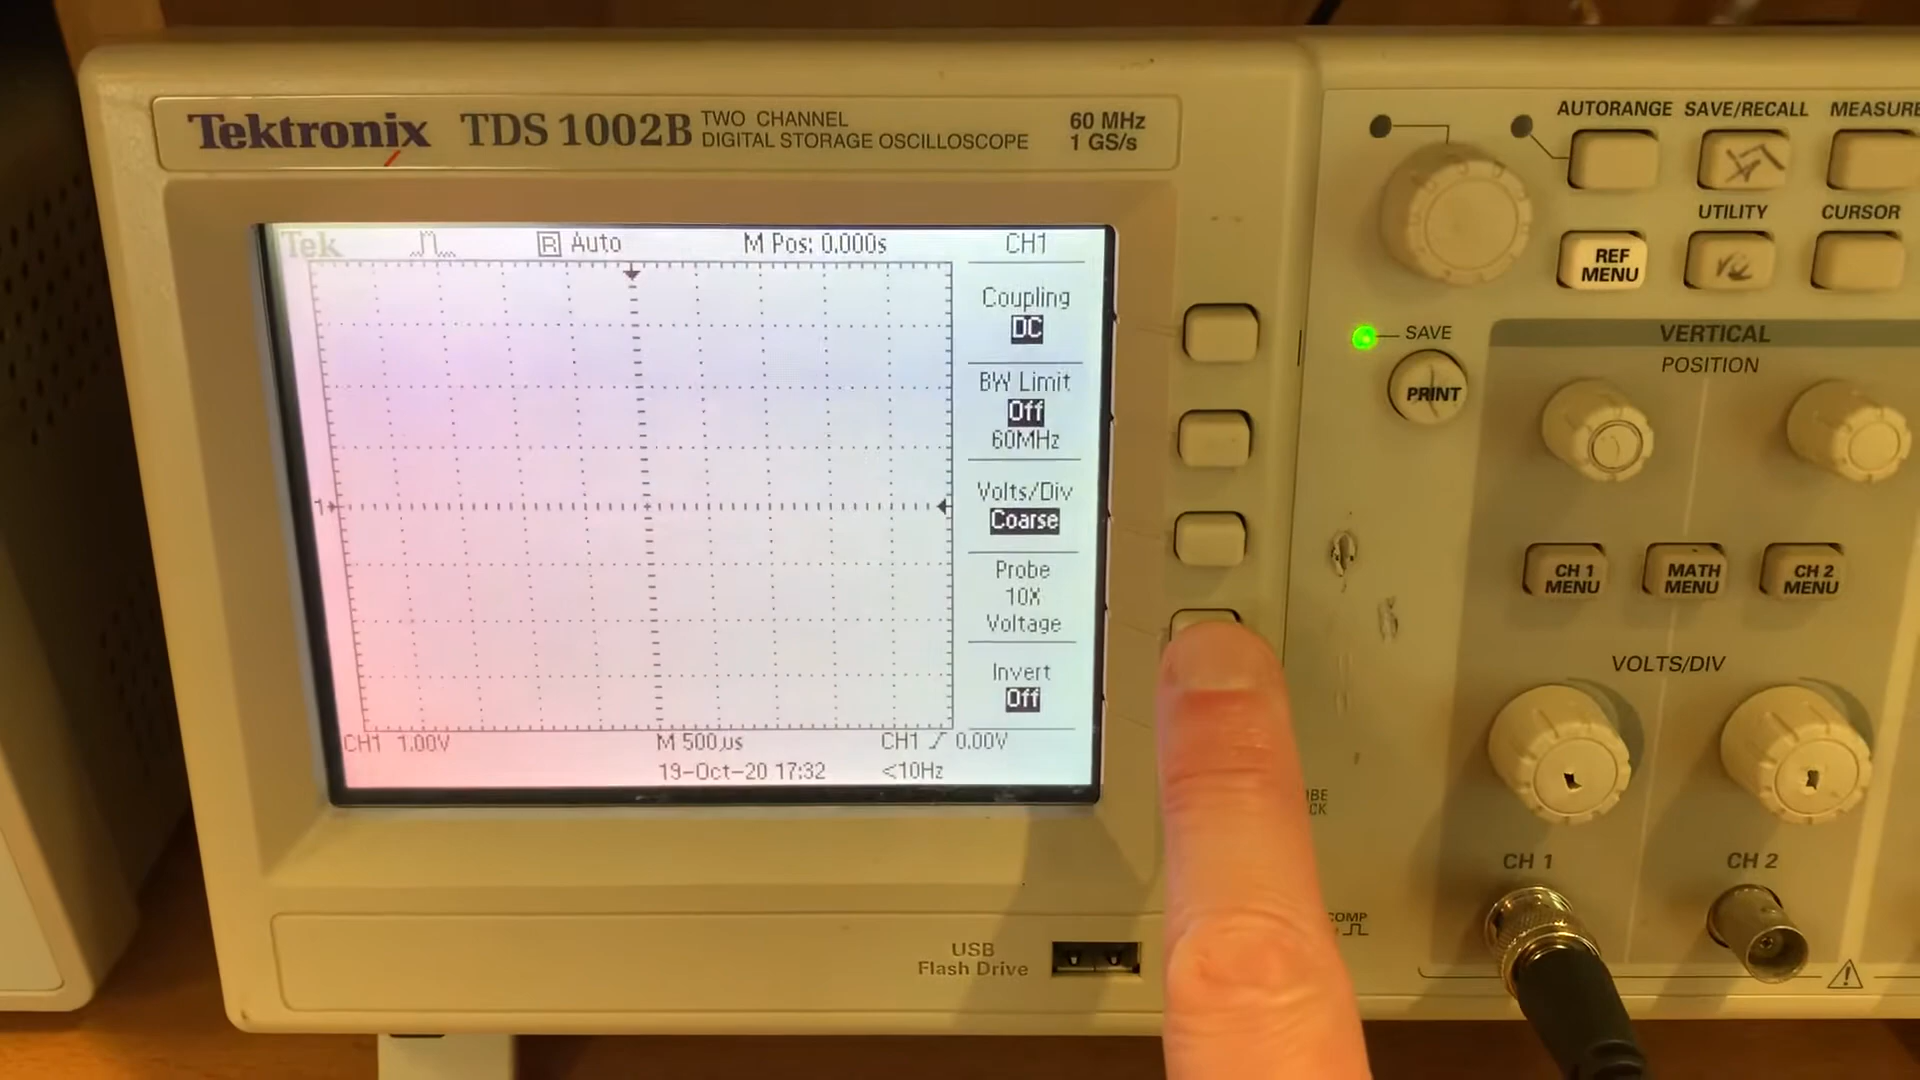 Tektronix TDS 1002B TWO CHANNEL
DIGITAL STORAGE OSCILLOSCOPE
60 MHz
1 GS/s
Tek R Auto M Pos: 0.000s CH1
Coupling
DC
BW Limit
Off
60MHz
Volts/Div
Coarse
Probe
10X
Voltage
Invert
Off
1
CH1 1.00V M 500µs CH1 0.00V
19-Oct-20 17:32 <10Hz
USB
Flash Drive
AUTORANGE SAVE/RECALL MEASURE
UTILITY CURSOR
REF
MENU
SAVE
PRINT
VERTICAL
POSITION
CH 1
MENU
MATH
MENU
CH 2
MENU
VOLTS/DIV
CH 1 CH 2
COMP